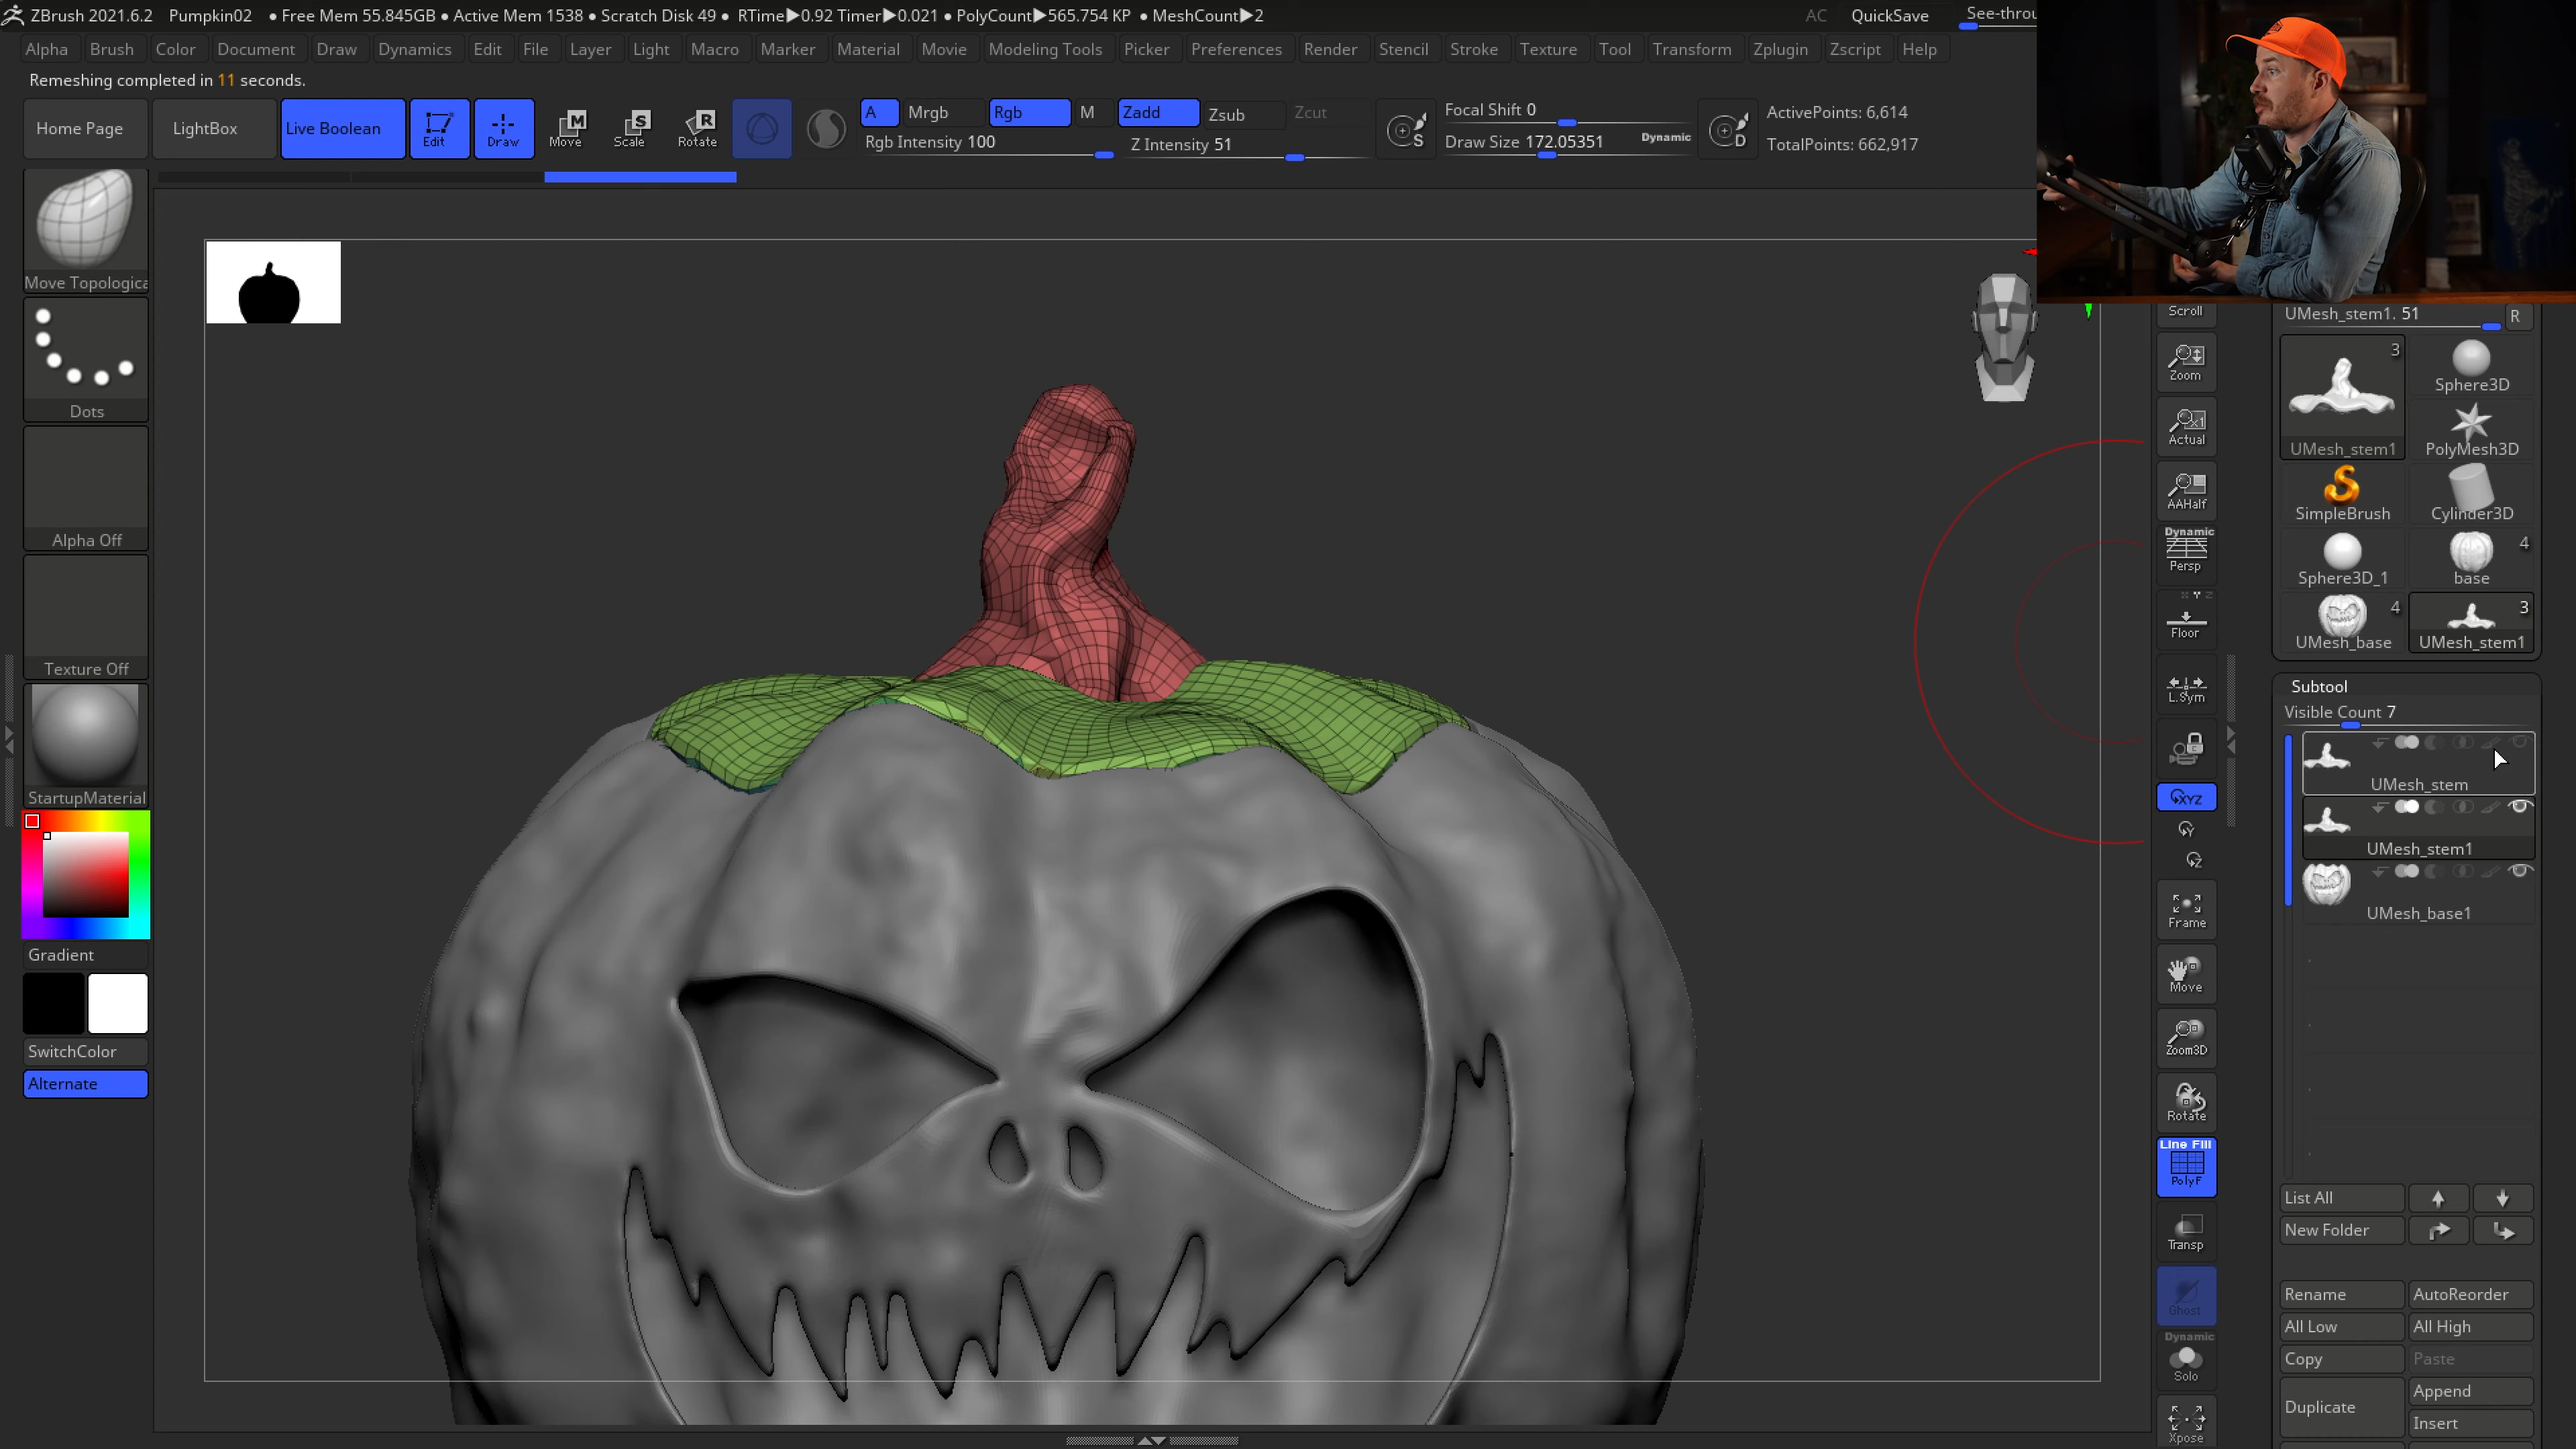 ZBrush 2021.6.2 Pumpkin02 • Free Mem 55.845GB • Active Mem 1538 • Scratch Disk 49 • RTime▶0.92 Timer▶0.021 • PolyCount▶565.754 KP • MeshCount▶2 AC QuickSave See-throu
Alpha Brush Color Document Draw Dynamics Edit File Layer Light Macro Marker Material Movie Modeling Tools Picker Preferences Render Stencil Stroke Texture Tool Transform Zplugin Zscript Help
Remeshing completed in 11 seconds.
Home Page LightBox Live Boolean Edit Draw Move Scale Rotate
A Mrgb Rgb M Zadd Zsub Zcut
Rgb Intensity 100 Z Intensity 51
Focal Shift 0
Draw Size 172.05351 Dynamic
ActivePoints: 6,614
TotalPoints: 662,917
Move Topologica
Dots
Alpha Off
Texture Off
StartupMaterial
Gradient
SwitchColor
Alternate
Scroll
Zoom
Actual
AAHalf
Dynamic
Persp
Floor
L.Sym
XYZ
Y
Z
Frame
Move
Zoom3D
Rotate
Line Fill
PolyF
Transp
Ghost
Dynamic
Solo
Xpose
UMesh_stem1. 51 R
3
UMesh_stem1 Sphere3D
PolyMesh3D
SimpleBrush Cylinder3D
4
Sphere3D_1 base
4 3
UMesh_base UMesh_stem1
Subtool
Visible Count 7
UMesh_stem
UMesh_stem1
UMesh_base1
List All
New Folder
Rename AutoReorder
All Low All High
Copy Paste
Duplicate Append
Insert